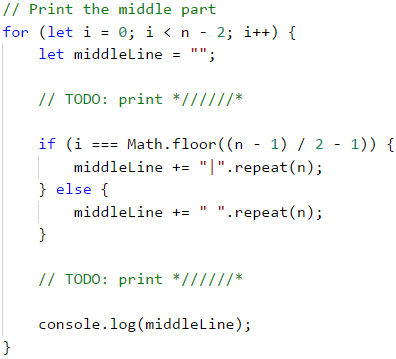 // Print the middle part
for (let i = 0; i < n - 2; i++) {
    let middleLine = "";
    // TODO: print *//////*
    if (i === Math.floor((n - 1) / 2 - 1)) {
        middleLine += "|".repeat(n);
    } else {
        middleLine += " ".repeat(n);
    }
    // TODO: print *//////*
    console.log(middleLine);
}